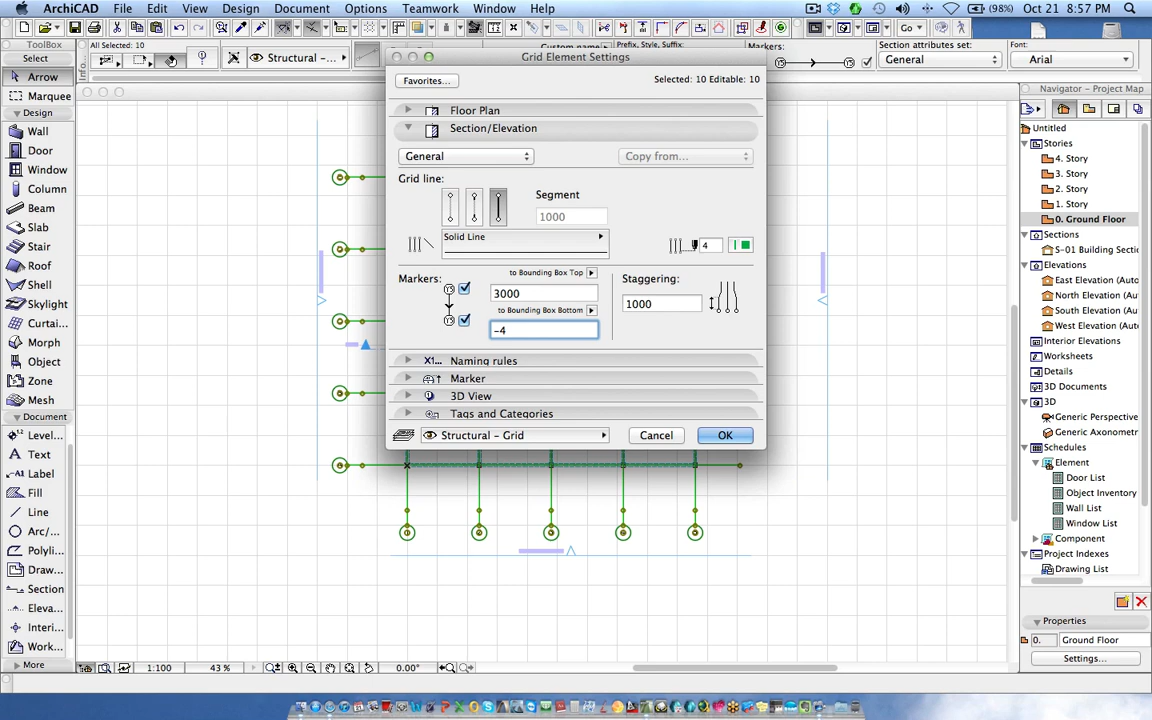 ArchiCAD File Edit View Design Document Options Teamwork Window Help (98%) Oct 21 8:57 PM
ToolBox
Select
Arrow
Marquee
Design
Wall
Door
Window
Column
Beam
Slab
Stair
Roof
Shell
Skylight
Curtai...
Morph
Object
Zone
Mesh
Document
Level...
Text
Label
Fill
Line
Arc/...
Polyli...
Draw...
Section
Eleva...
Interi...
Work...
More
All Selected: 10
Structural -...
Markers:
Section attributes set:
General
Font:
Arial
Go
Grid Element Settings
Favorites...
Selected: 10 Editable: 10
Floor Plan
Section/Elevation
General
Copy from...
Grid line:
Segment
1000
Solid Line
4
Markers:
to Bounding Box Top
3000
to Bounding Box Bottom
-4
Staggering:
1000
X1... Naming rules
Marker
3D View
Tags and Categories
Structural - Grid
Cancel
OK
Navigator - Project Map
Untitled
Stories
4. Story
3. Story
2. Story
1. Story
0. Ground Floor
Sections
S-01 Building Sectio
Elevations
East Elevation (Auto
North Elevation (Aut
South Elevation (Aut
West Elevation (Auto
Interior Elevations
Worksheets
Details
3D Documents
3D
Generic Perspective
Generic Axonometr
Schedules
Element
Door List
Object Inventory
Wall List
Window List
Component
Project Indexes
Drawing List
Properties
0. Ground Floor
Settings...
1:100 43 % 0.00°